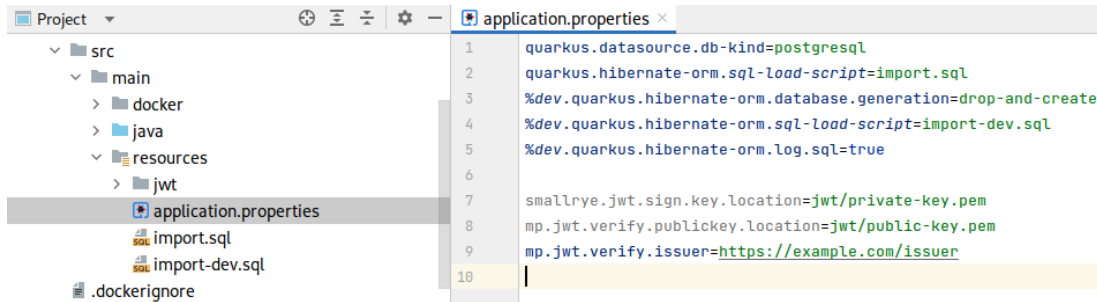 Project
src
main
docker
java
resources
jwt
application.properties
import.sql
import-dev.sql
.dockerignore
application.properties
1 quarkus.datasource.db-kind=postgresql
2 quarkus.hibernate-orm.sql-load-script=import.sql
3 %dev.quarkus.hibernate-orm.database.generation=drop-and-create
4 %dev.quarkus.hibernate-orm.sql-load-script=import-dev.sql
5 %dev.quarkus.hibernate-orm.log.sql=true
6
7 smallrye.jwt.sign.key.location=jwt/private-key.pem
8 mp.jwt.verify.publickey.location=jwt/public-key.pem
9 mp.jwt.verify.issuer=https://example.com/issuer
10